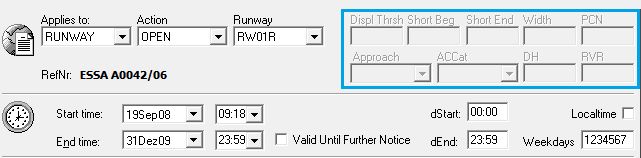 Applies to: Action Runway Displ Thrsh Short Beg Short End Width PCN
RUNWAY OPEN RW01R
Approach ACCat DH RVR
RefNr: ESSA A0042/06
Start time: 19Sep08 09:18 dStart: 00:00 Localtime
End time: 31Dez09 23:59 Valid Until Further Notice dEnd: 23:59 Weekdays 1234567